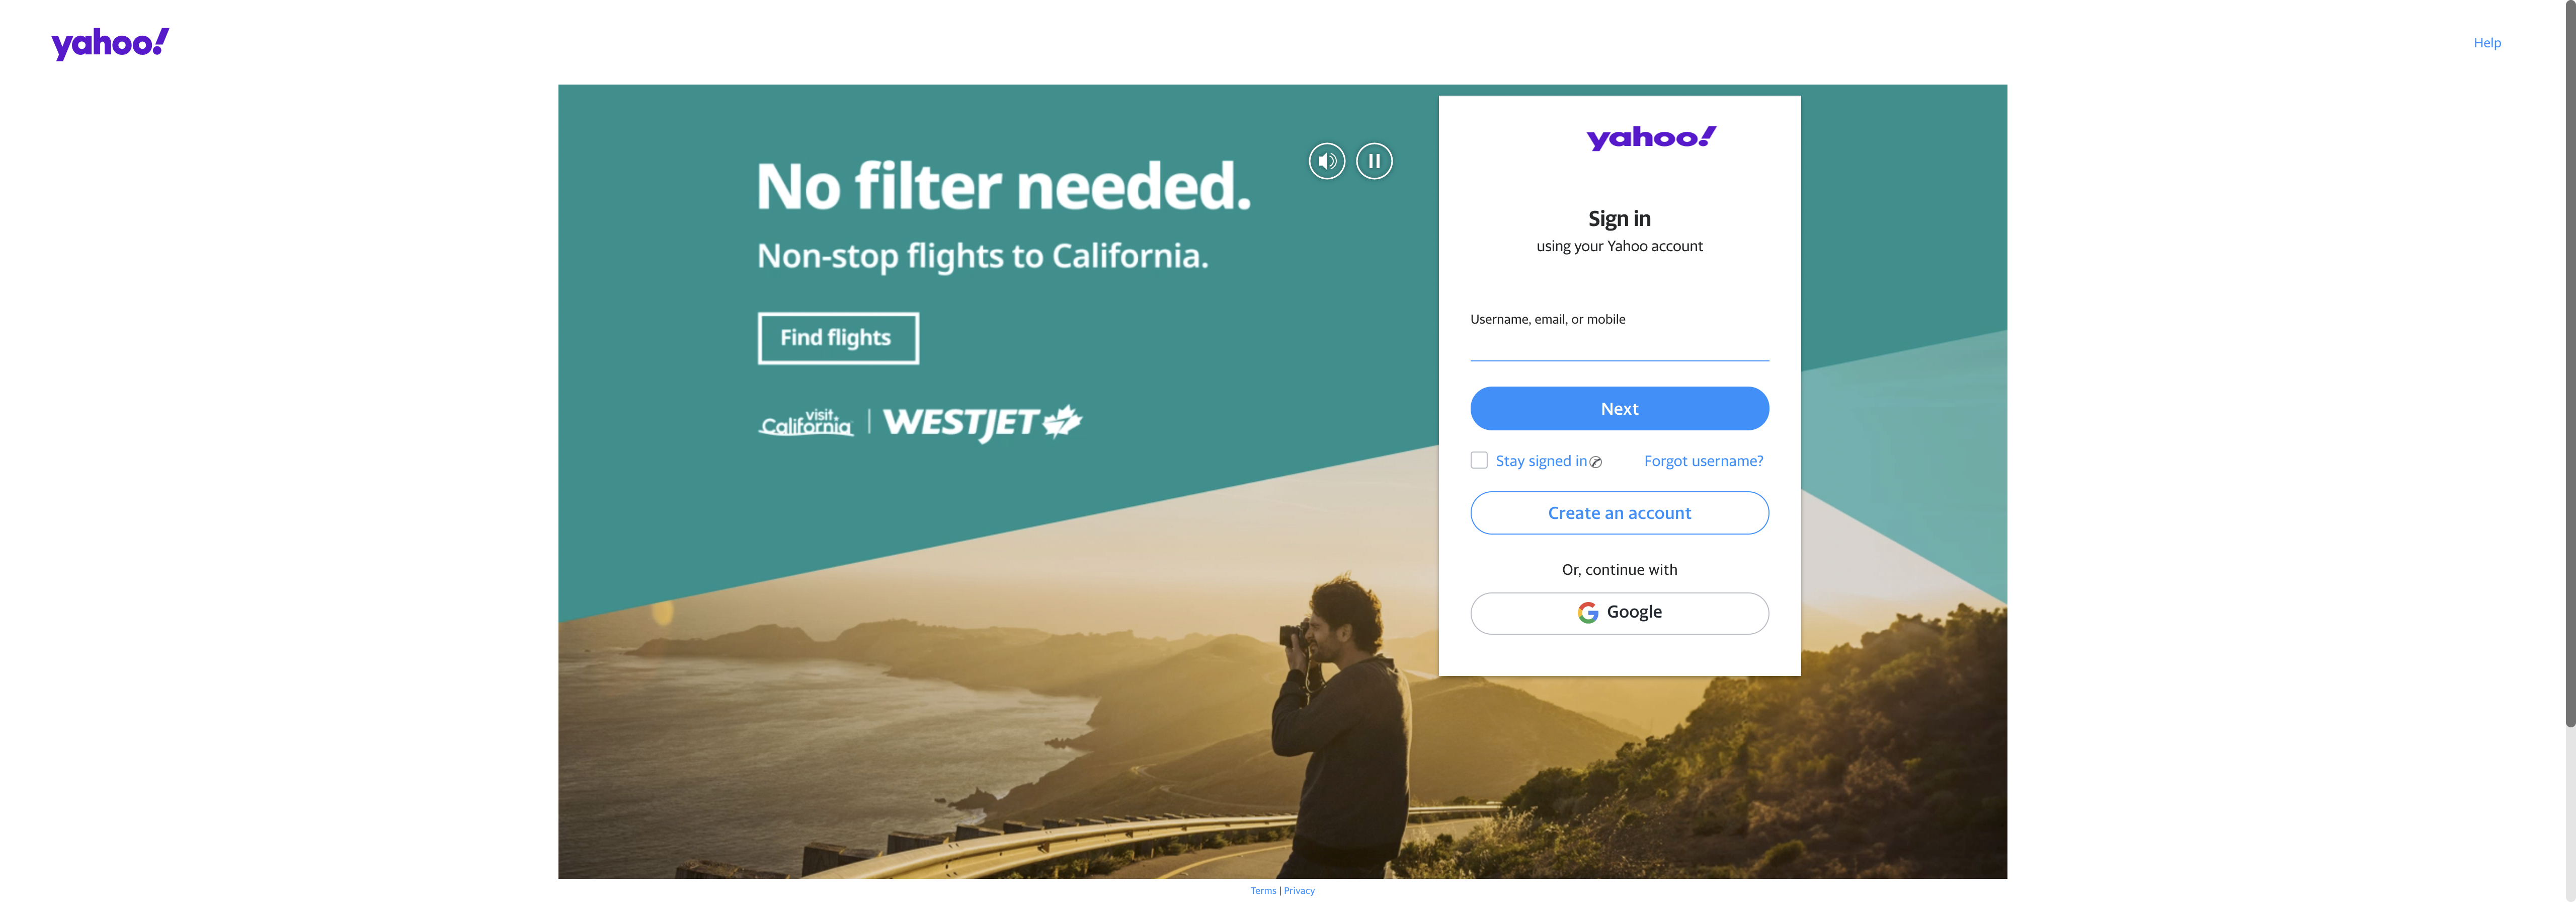 yahoo!
Help
No filter needed.
Non-stop flights to California.
Find flights
visit California | WESTJET
yahoo!
Sign in
using your Yahoo account
Username, email, or mobile
Next
Stay signed in
Forgot username?
Create an account
Or, continue with
Google
Terms | Privacy